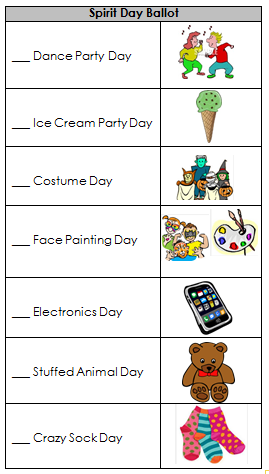 Spirit Day Ballot
___ Dance Party Day
___ Ice Cream Party Day
___ Costume Day
___ Face Painting Day
___ Electronics Day
___ Stuffed Animal Day
___ Crazy Sock Day